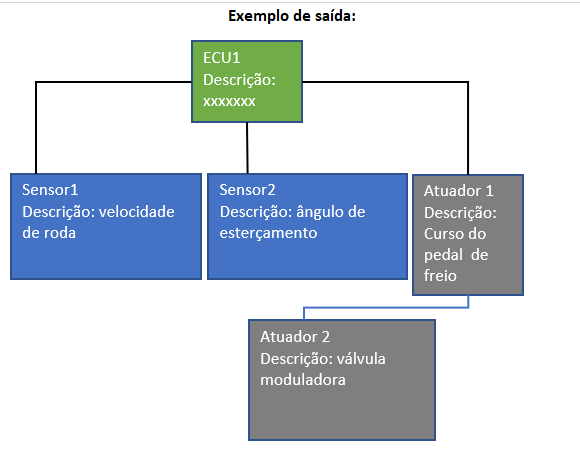 Exemplo de saída:
ECU1
Descrição:
xxxxxxx
Sensor1
Descrição: velocidade
de roda
Sensor2
Descrição: ângulo de
esterçamento
Atuador 1
Descrição:
Curso do
pedal de
freio
Atuador 2
Descrição: válvula
moduladora